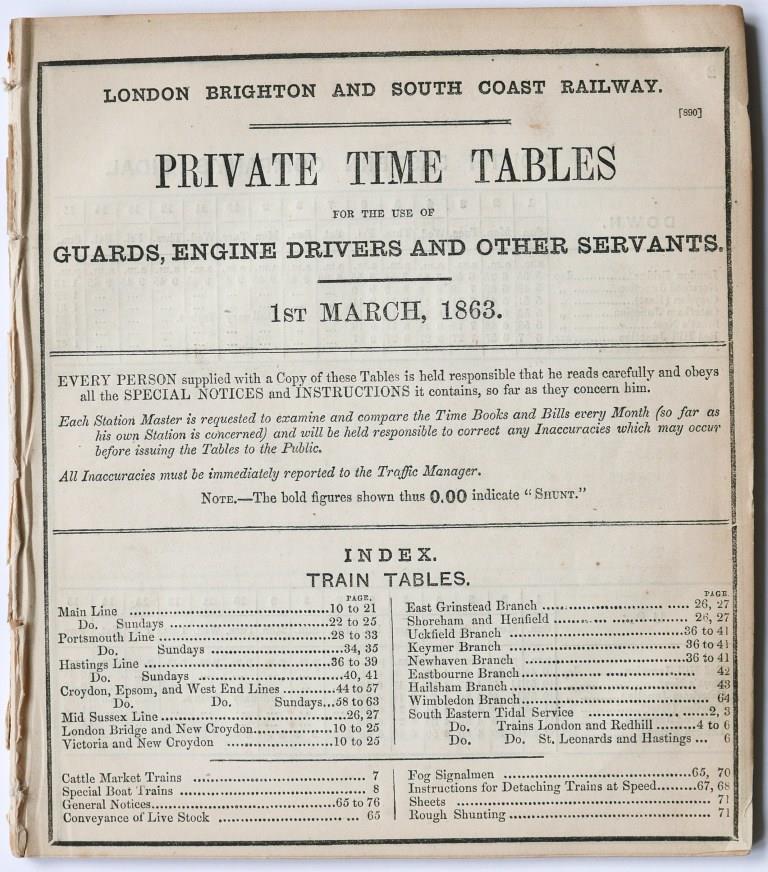 LONDON BRIGHTON AND SOUTH COAST RAILWAY.
[890]
PRIVATE TIME TABLES
FOR THE USE OF
GUARDS, ENGINE DRIVERS AND OTHER SERVANTS.
1ST MARCH, 1863.
EVERY PERSON supplied with a Copy of these Tables is held responsible that he reads carefully and obeys
all the SPECIAL NOTICES and INSTRUCTIONS it contains, so far as they concern him.
Each Station Master is requested to examine and compare the Time Books and Bills every Month (so far as
his own Station is concerned) and will be held responsible to correct any Inaccuracies which may occur
before issuing the Tables to the Public.
All Inaccuracies must be immediately reported to the Traffic Manager.
NOTE.—The bold figures shown thus 0.00 indicate "SHUNT."
INDEX.
TRAIN TABLES.
PAGE.
Main Line ........ 10 to 21
Do. Sundays ........ 22 to 25
Portsmouth Line ........ 28 to 33
Do. Sundays ........ 34, 35
Hastings Line ........ 36 to 39
Do. Sundays ........ 40, 41
Croydon, Epsom, and West End Lines ........ 44 to 57
Do. Do. Sundays... 58 to 63
Mid Sussex Line ........ 26, 27
London Bridge and New Croydon ........ 10 to 25
Victoria and New Croydon ........ 10 to 25
PAGE.
East Grinstead Branch ........ 26, 27
Shoreham and Henfield ........ 26, 27
Uckfield Branch ........ 36 to 41
Keymer Branch ........ 36 to 41
Newhaven Branch ........ 36 to 41
Eastbourne Branch ........ 42
Hailsham Branch ........ 43
Wimbledon Branch ........ 64
South Eastern Tidal Service ........ 2, 3
Do. Trains London and Redhill ........ 4 to 6
Do. Do. St. Leonards and Hastings ... 6
Cattle Market Trains ........ 7
Special Boat Trains ........ 8
General Notices ........ 65 to 76
Conveyance of Live Stock ........ 65
Fog Signalmen ........ 65, 70
Instructions for Detaching Trains at Speed ........ 67, 68
Sheets ........ 71
Rough Shunting ........ 71